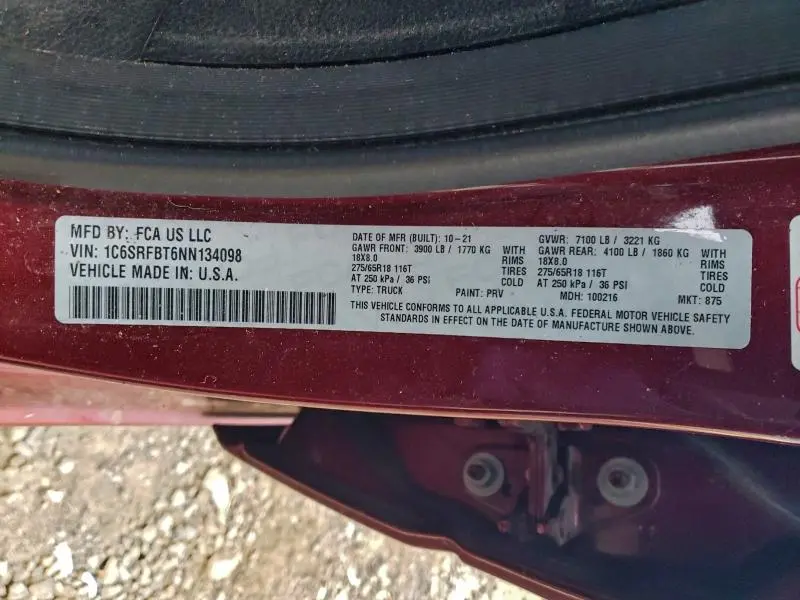 MFD BY: FCA US LLC
VIN: 1C6SRFBT6NN134098
VEHICLE MADE IN U.S.A.
DATE OF MFR (BUILT): 10-21
GAWR FRONT: 3900 LB / 1770 KG WITH
18X8.0 RIMS
275/65R18 116T TIRES
AT 250 kPa / 36 PSI COLD
TYPE: TRUCK PAINT: PRV
GVWR: 7100 LB / 3221 KG
GAWR REAR: 4100 LB / 1860 KG WITH
18X8.0 RIMS
275/65R18 116T TIRES
AT 250 kPa / 36 PSI COLD
MDH: 100216 MKT: 875
THIS VEHICLE CONFORMS TO ALL APPLICABLE U.S.A. FEDERAL MOTOR VEHICLE SAFETY
STANDARDS IN EFFECT ON THE DATE OF MANUFACTURE SHOWN ABOVE.